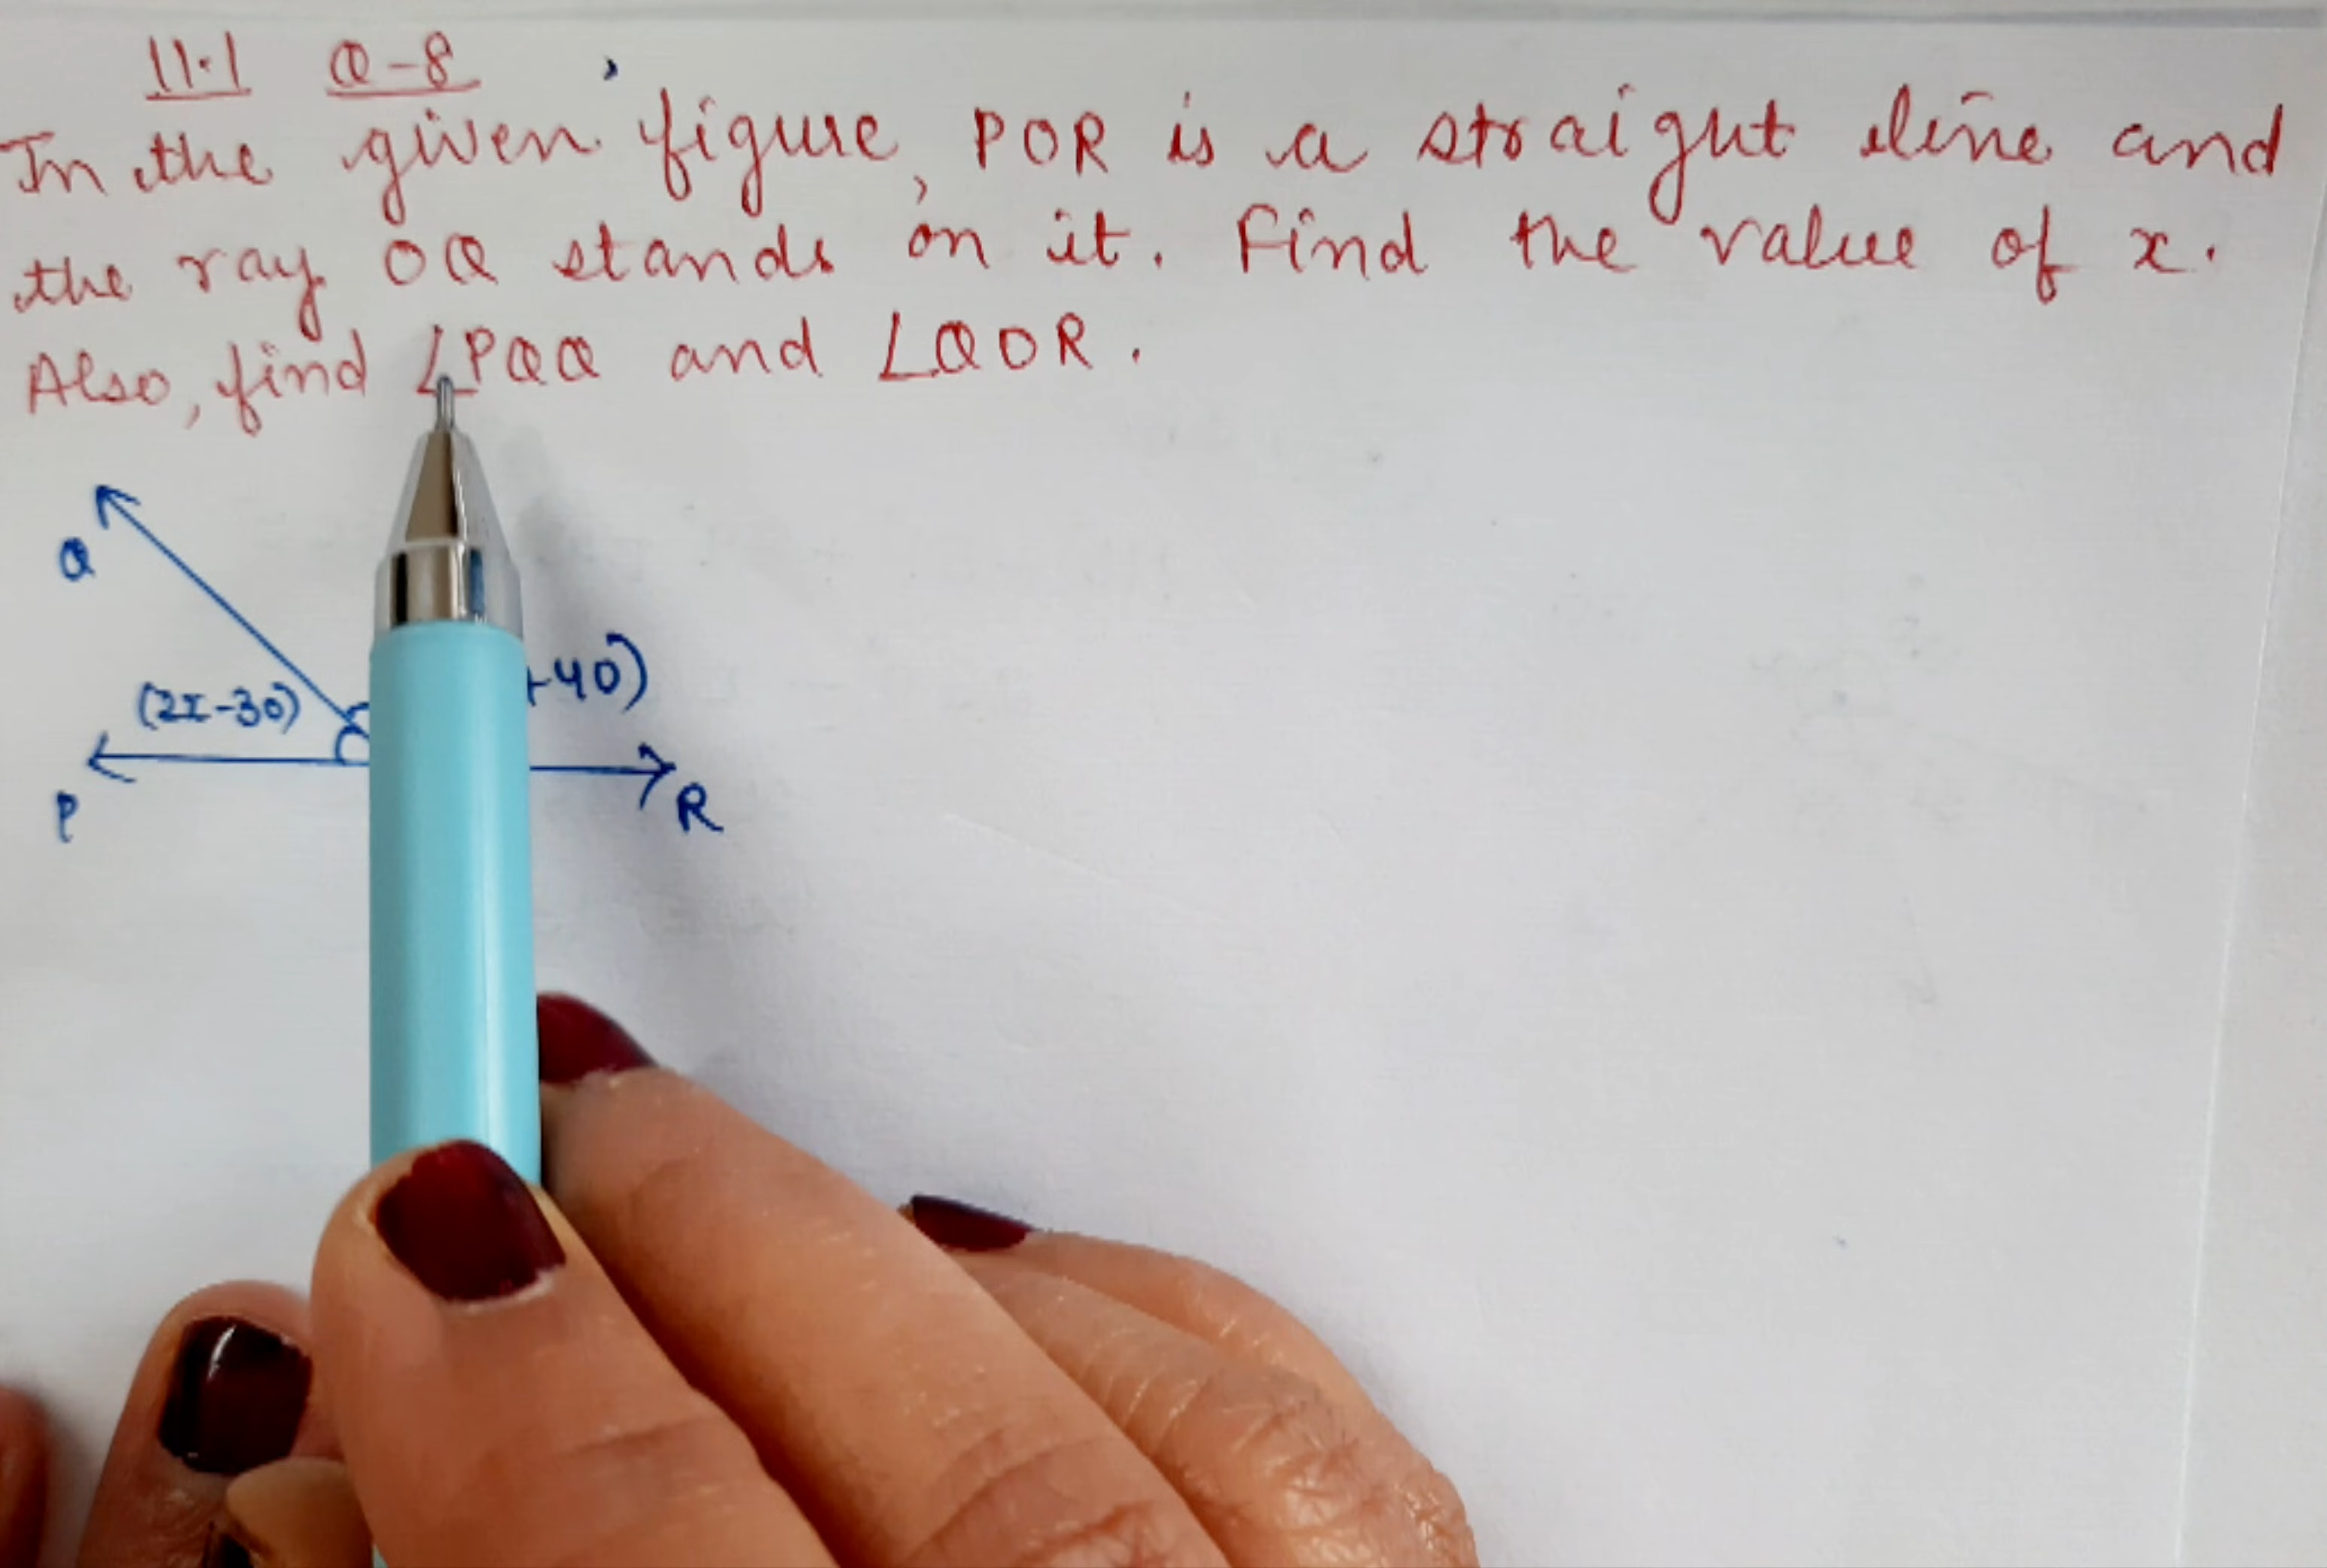 11.1 Q-8
In the given figure, POR is a straight line and
the ray OQ stands on it. Find the value of x.
Also, find ∠PQQ and ∠QOR.
Q
+40)
(2x-30)
P
R